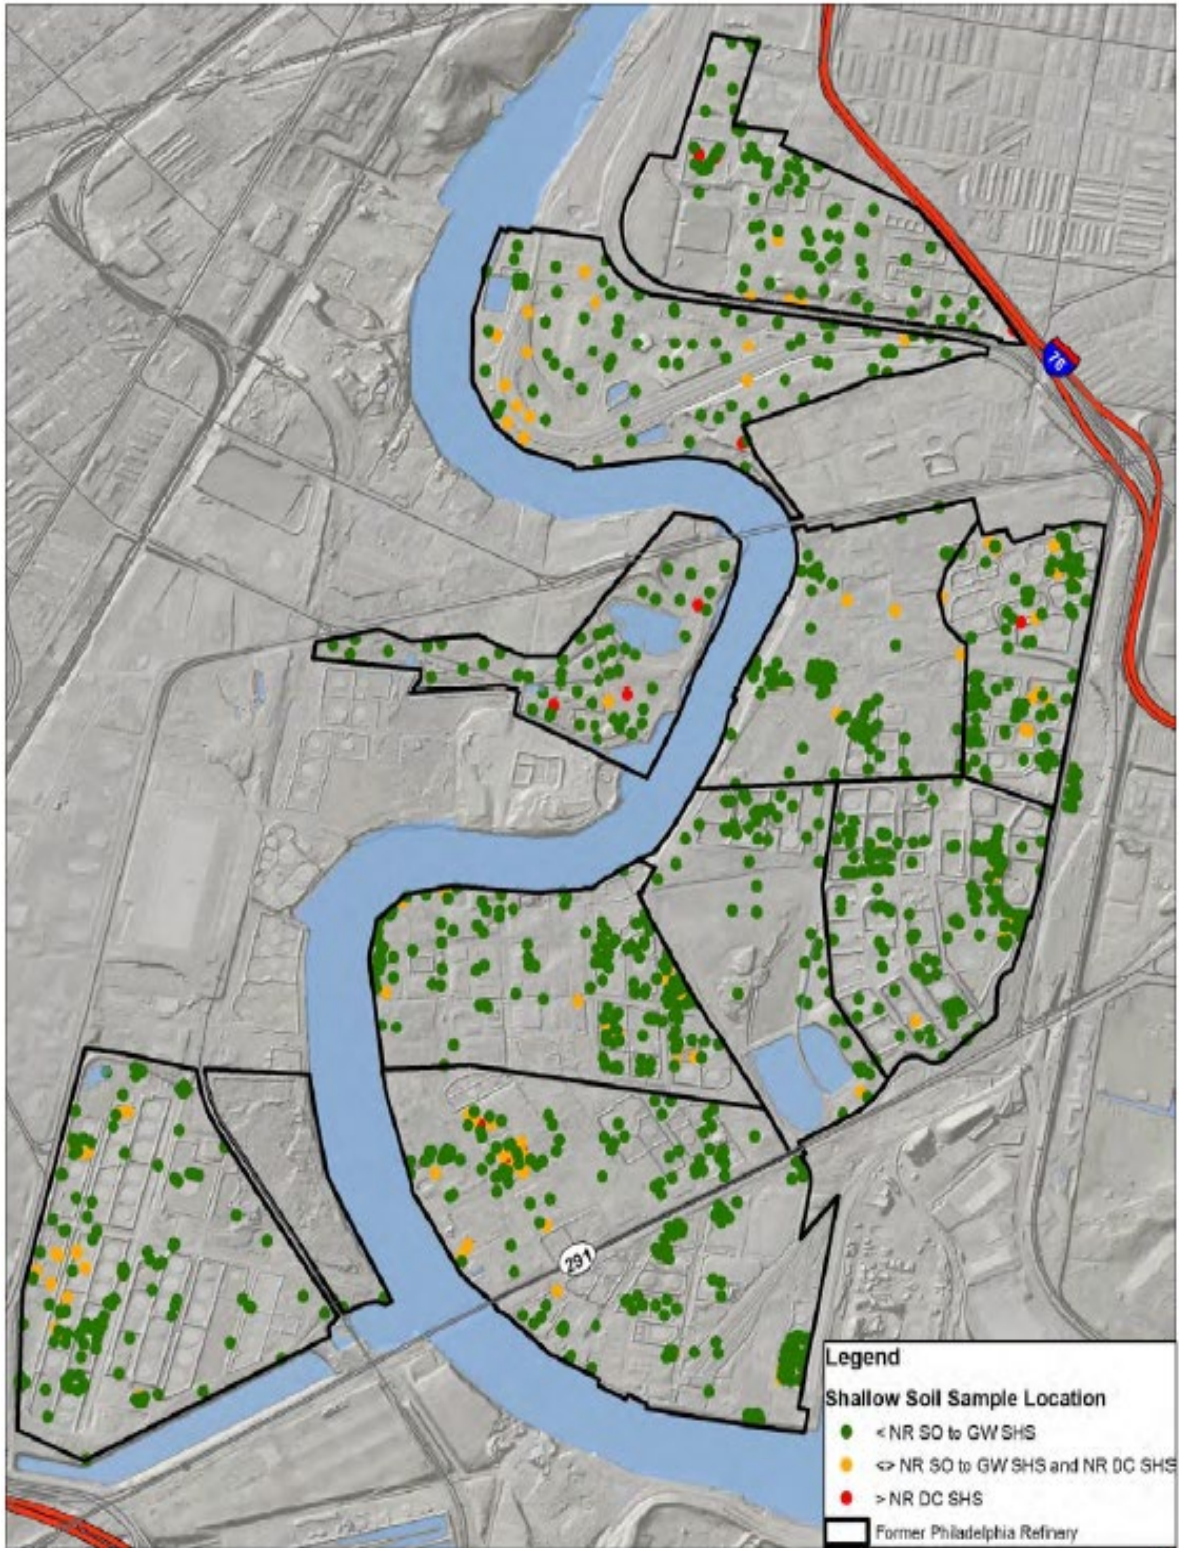 76
291
Legend
Shallow Soil Sample Location
< NR SO to GW SHS
<> NR SO to GW SHS and NR DC SHS
> NR DC SHS
Former Philadelphia Refinery